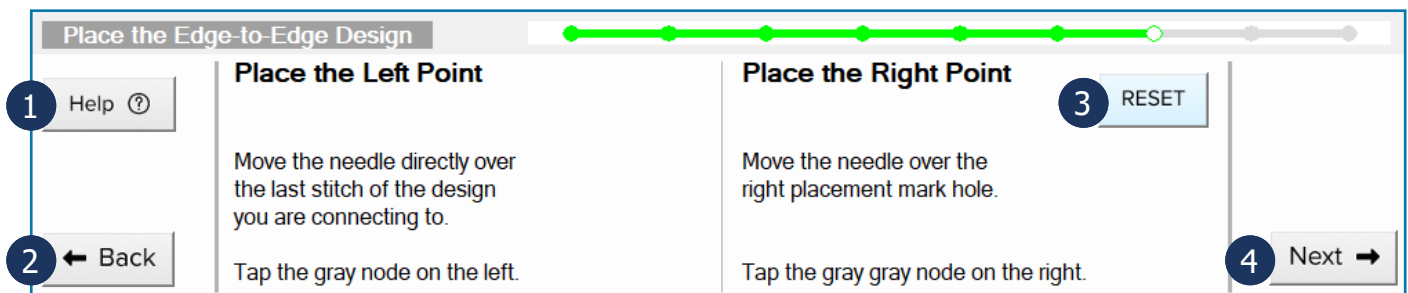 Place the Edge-to-Edge Design
1
Help ?
2
← Back
Place the Left Point
Move the needle directly over
the last stitch of the design
you are connecting to.
Tap the gray node on the left.
Place the Right Point
3
RESET
Move the needle over the
right placement mark hole.
Tap the gray gray node on the right.
4
Next →